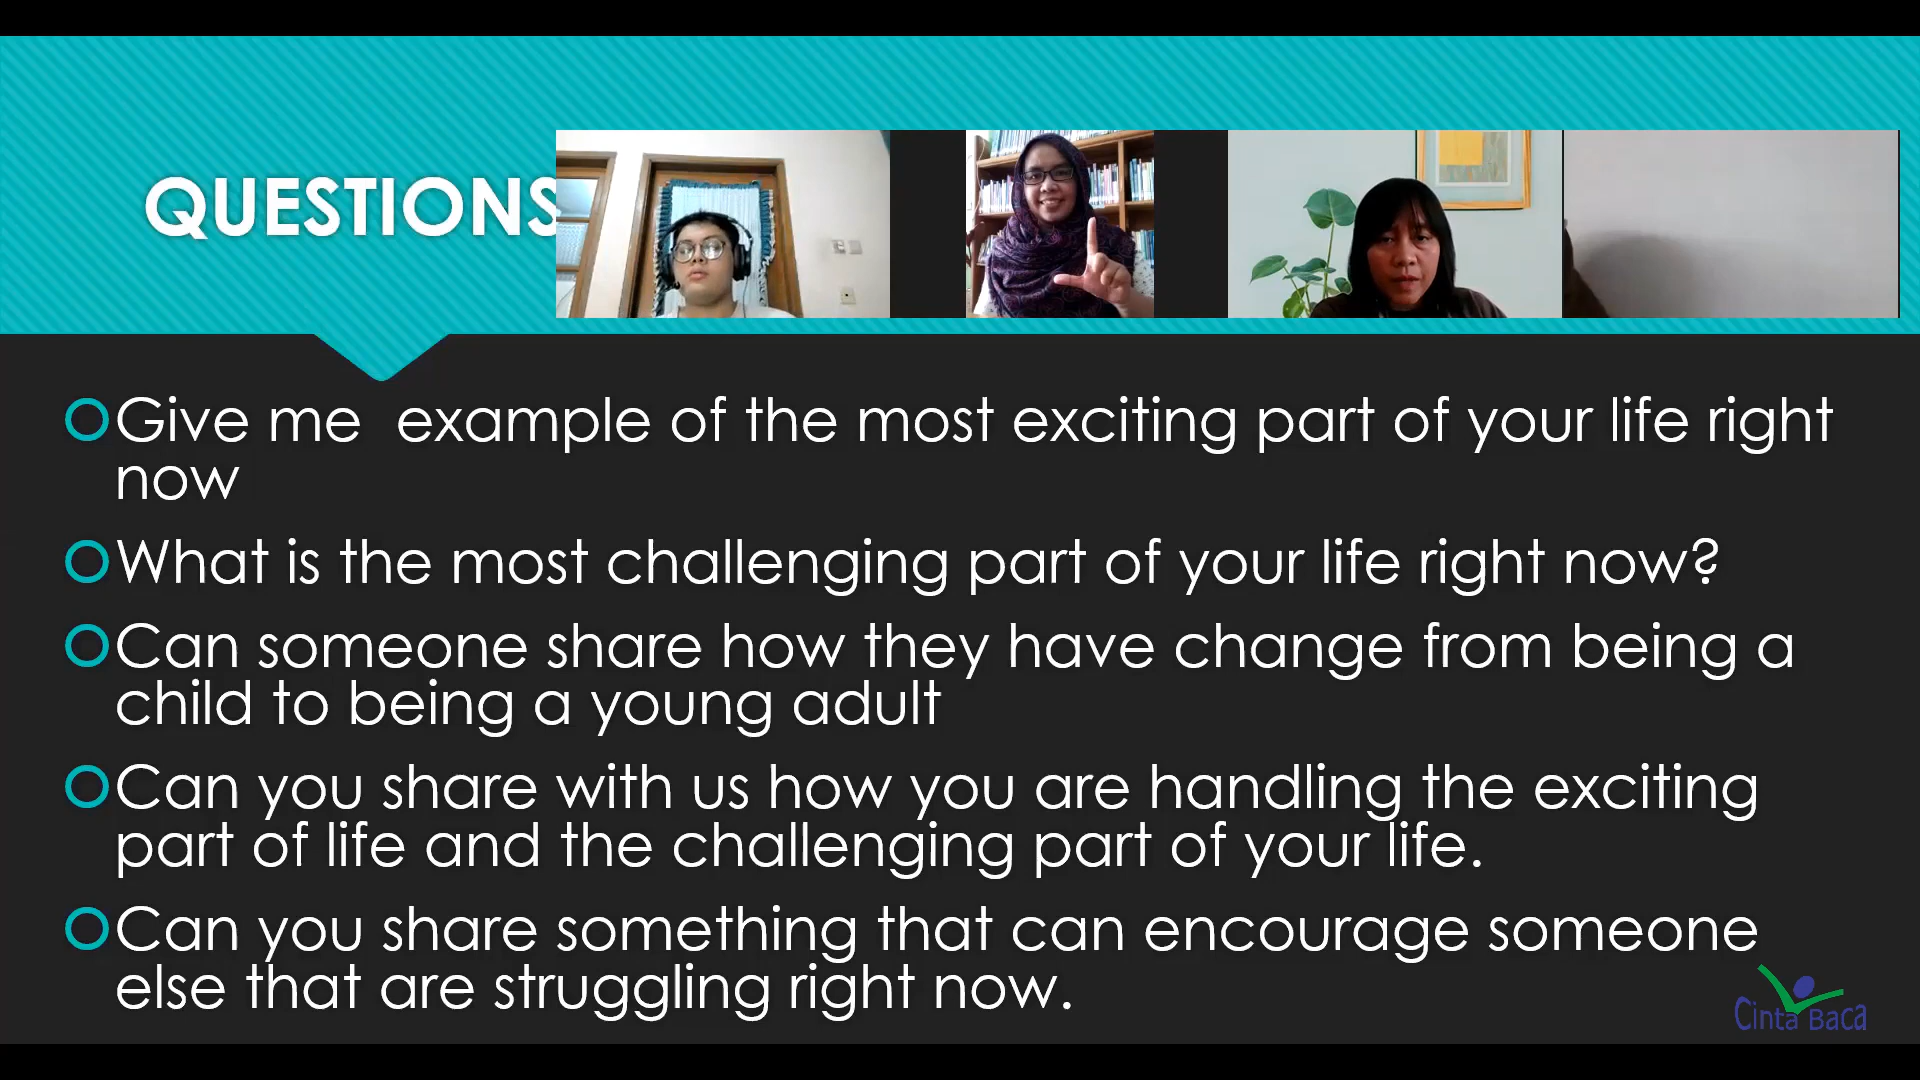 QUESTIONS
Give me example of the most exciting part of your life right
now
What is the most challenging part of your life right now?
Can someone share how they have change from being a
child to being a young adult
Can you share with us how you are handling the exciting
part of life and the challenging part of your life.
Can you share something that can encourage someone
else that are struggling right now.
Cinta Baca